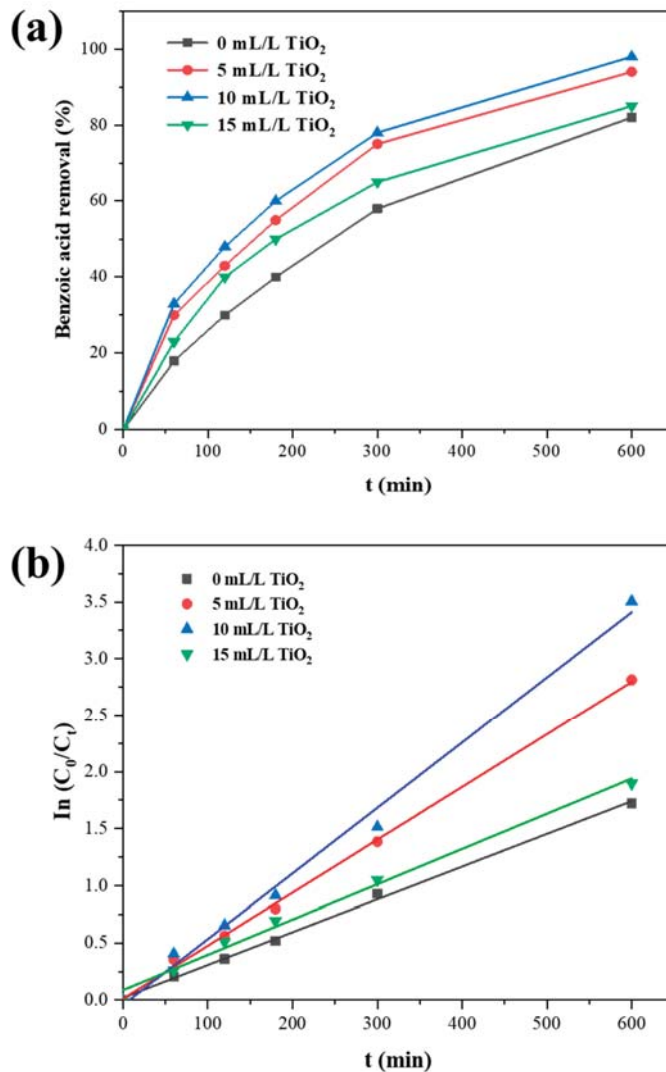 (a)
100
80
60
40
20
0
Benzoic acid removal (%)
0 mL/L TiO₂
5 mL/L TiO₂
10 mL/L TiO₂
15 mL/L TiO₂
0 100 200 300 400 500 600
t (min)
(b)
4.0
3.5
3.0
2.5
2.0
1.5
1.0
0.5
0.0
In (C₀/Cₜ)
0 mL/L TiO₂
5 mL/L TiO₂
10 mL/L TiO₂
15 mL/L TiO₂
0 100 200 300 400 500 600
t (min)